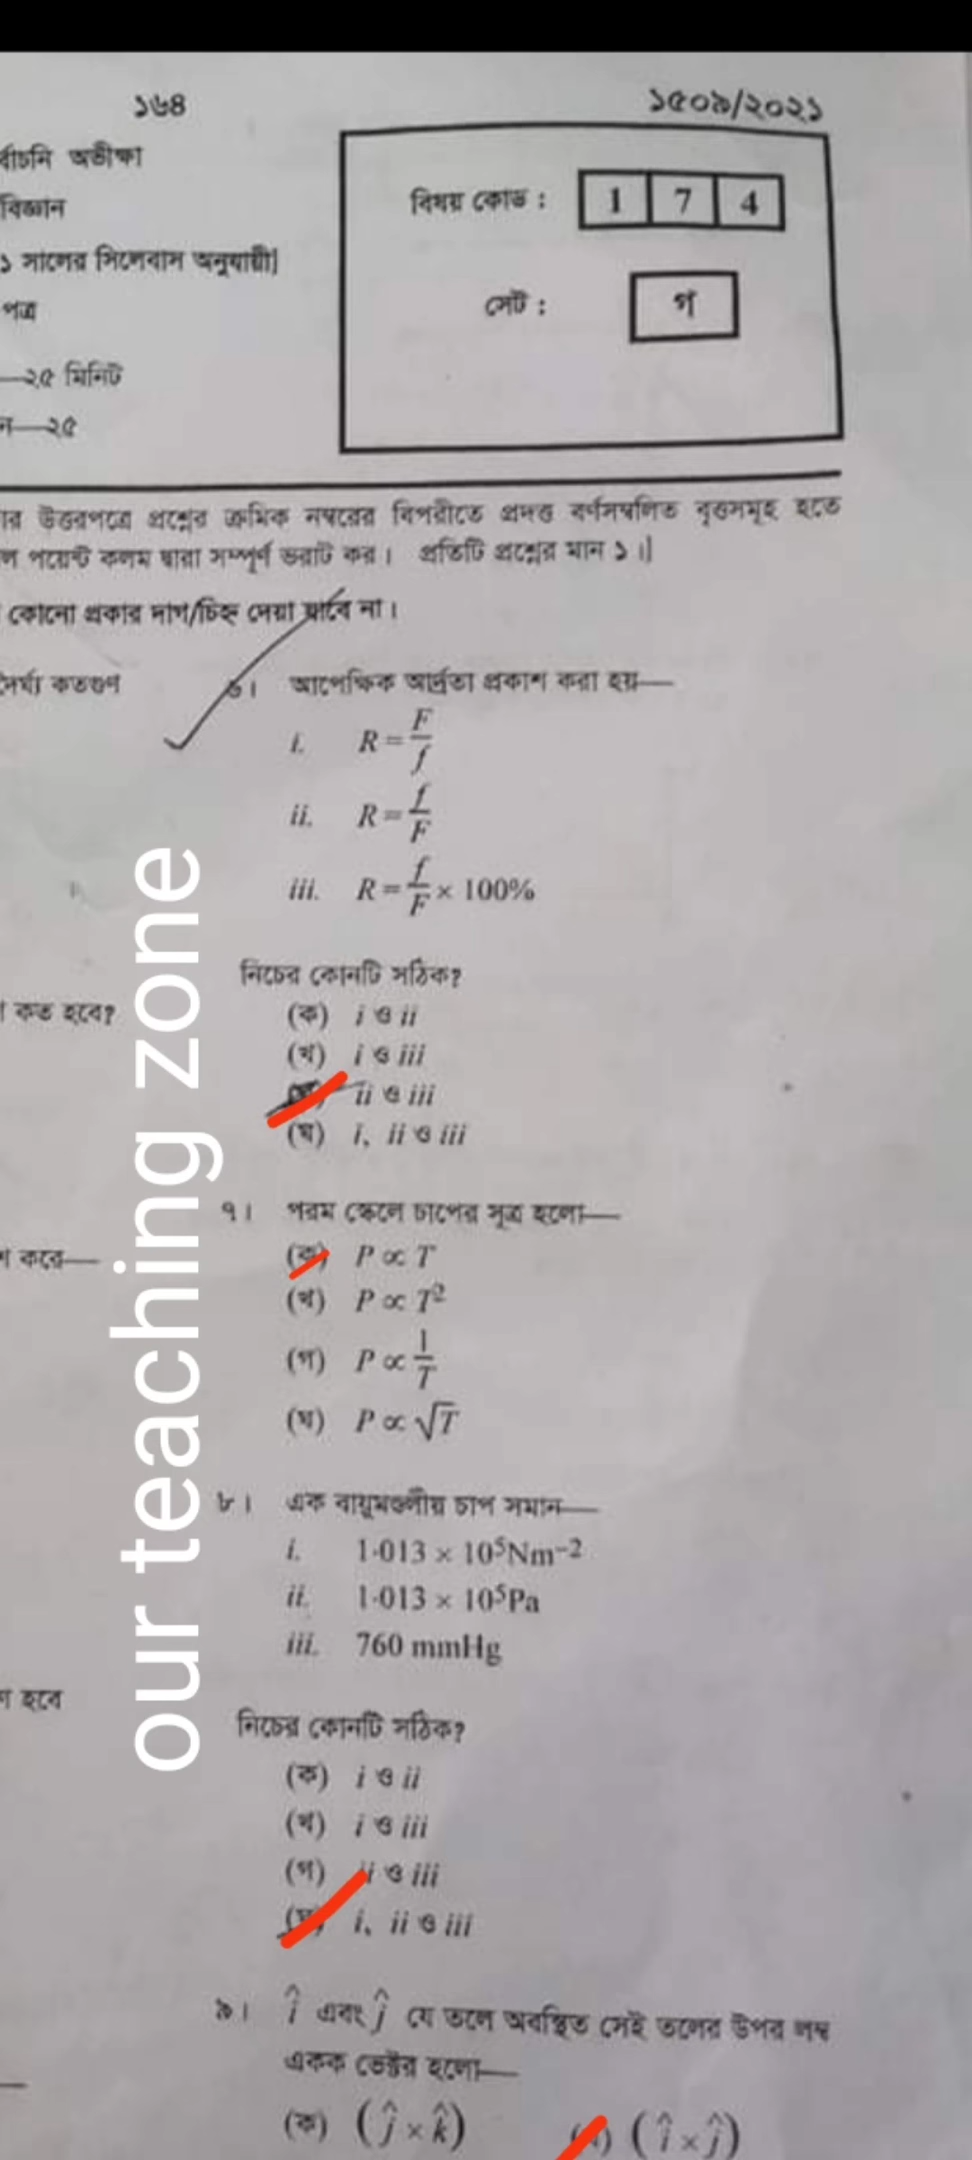 ১৬৪
১৫০৯/২০২১
অভীক্ষা
বিজ্ঞান
বিষয় কোড : 1 7 4
১ সালের সিলেবাস অনুযায়ী]
পত্র
সেট : গ
—২৫ মিনিট
ন—২৫
উত্তরপত্রে প্রশ্নের ক্রমিক নম্বরের বিপরীতে প্রদত্ত বর্ণসম্বলিত বৃত্তসমূহ হতে
পয়েন্ট কলম দ্বারা সম্পূর্ণ ভরাট কর। প্রতিটি প্রশ্নের মান ১।]
কোনো প্রকার দাগ/চিহ্ন দেয়া যাবে না।
কতগুণ
৬। আপেক্ষিক আর্দ্রতা প্রকাশ করা হয়—
i. R = F/f
ii. R = f/F
iii. R = f/F × 100%
নিচের কোনটি সঠিক?
(ক) i ও ii
কত হবে?
(খ) i ও iii
(গ) ii ও iii
(ঘ) i, ii ও iii
৭। পরম স্কেলে চাপের সূত্র হলো—
(ক) P ∝ T
করে—
(খ) P ∝ T²
(গ) P ∝ 1/T
(ঘ) P ∝ √T
৮। এক বায়ুমণ্ডলীয় চাপ সমান—
i. 1·013 × 10⁵Nm⁻²
ii. 1·013 × 10⁵Pa
iii. 760 mmHg
হবে
নিচের কোনটি সঠিক?
(ক) i ও ii
(খ) i ও iii
(গ) ii ও iii
(ঘ) i, ii ও iii
৯। î এবং ĵ যে তলে অবস্থিত সেই তলের উপর লম্ব
একক ভেক্টর হলো—
(ক) (ĵ × k̂) (খ) (î × ĵ)
our teaching zone